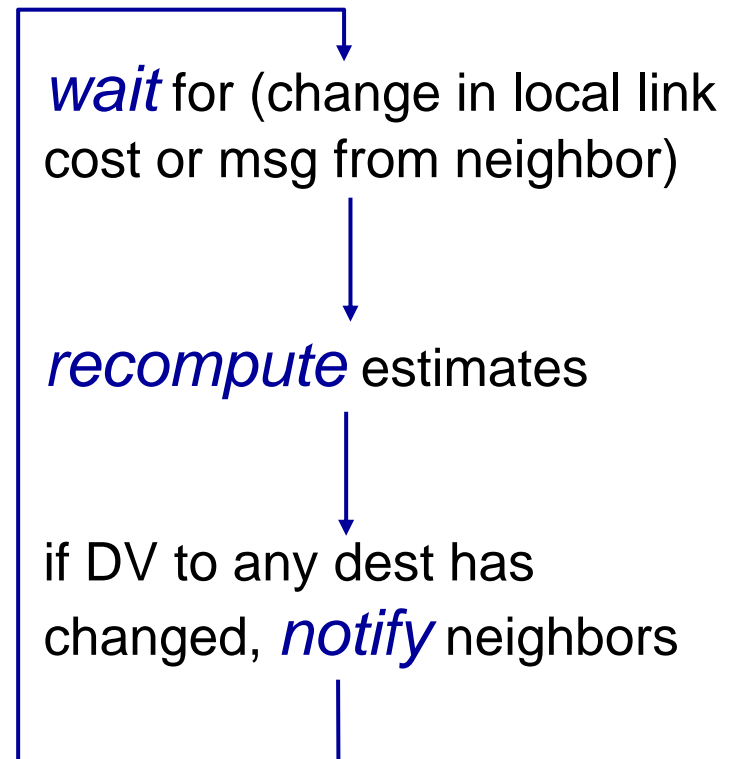 wait for (change in local link
cost or msg from neighbor)
recompute estimates
if DV to any dest has
changed, notify neighbors